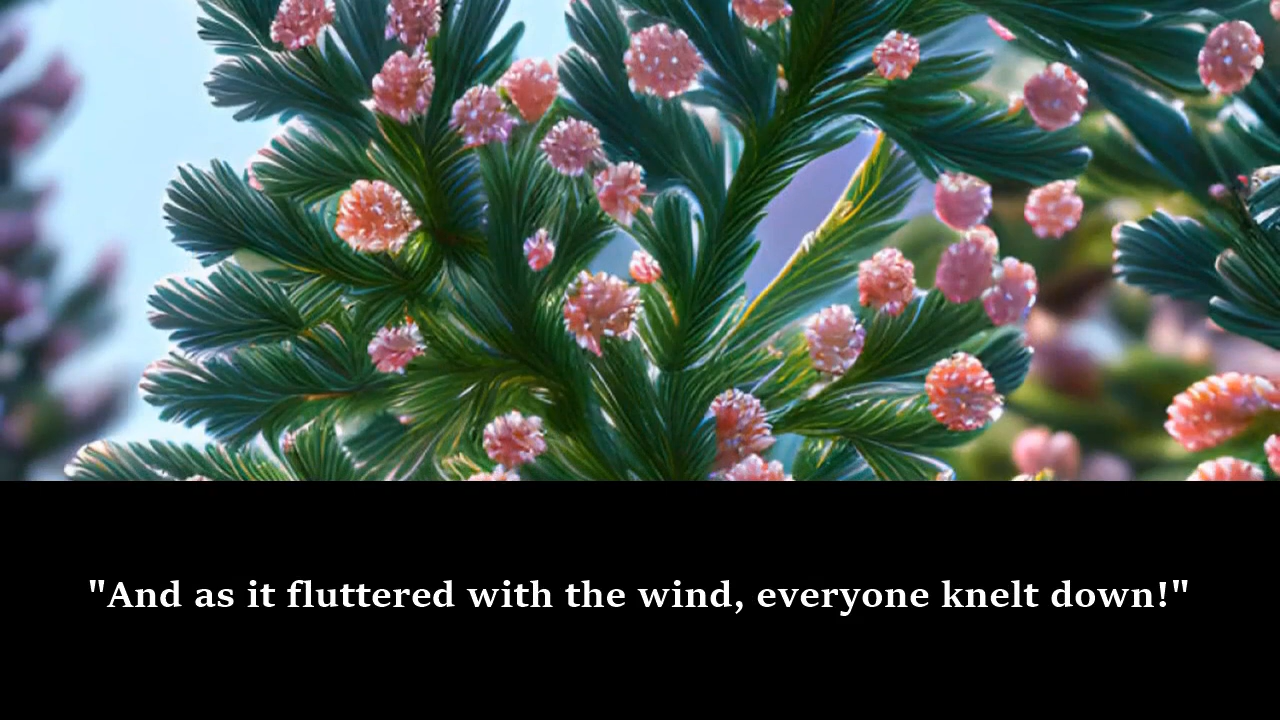 "And as it fluttered with the wind, everyone knelt down!"